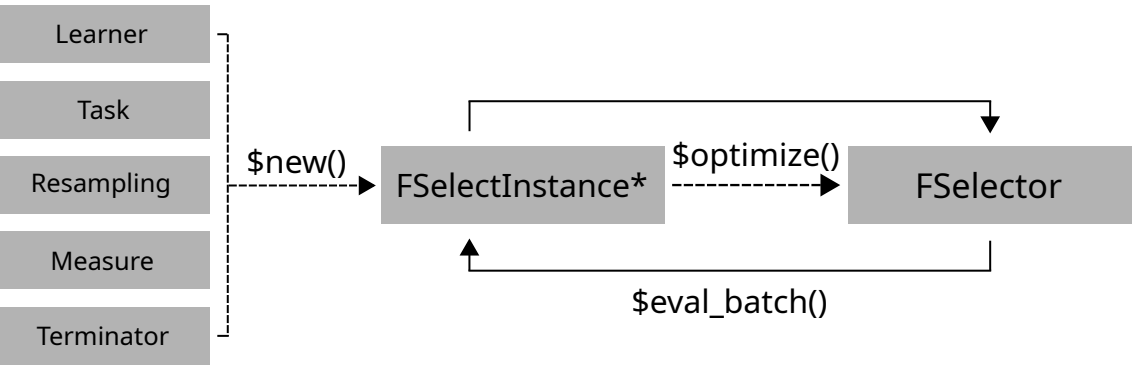 Learner
Task
Resampling
Measure
Terminator
$new()
FSelectInstance*
$optimize()
FSelector
$eval_batch()